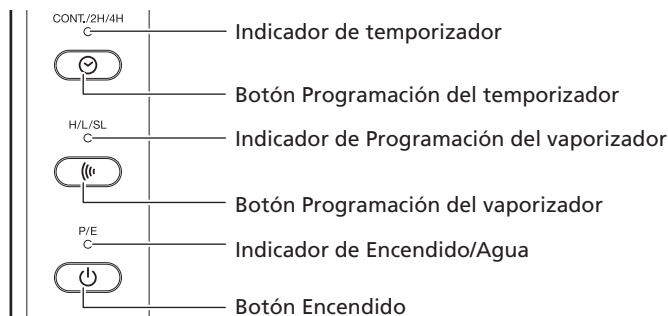 CONT./2H/4H
Indicador de temporizador
Botón Programación del temporizador
H/L/SL
Indicador de Programación del vaporizador
Botón Programación del vaporizador
P/E
Indicador de Encendido/Agua
Botón Encendido